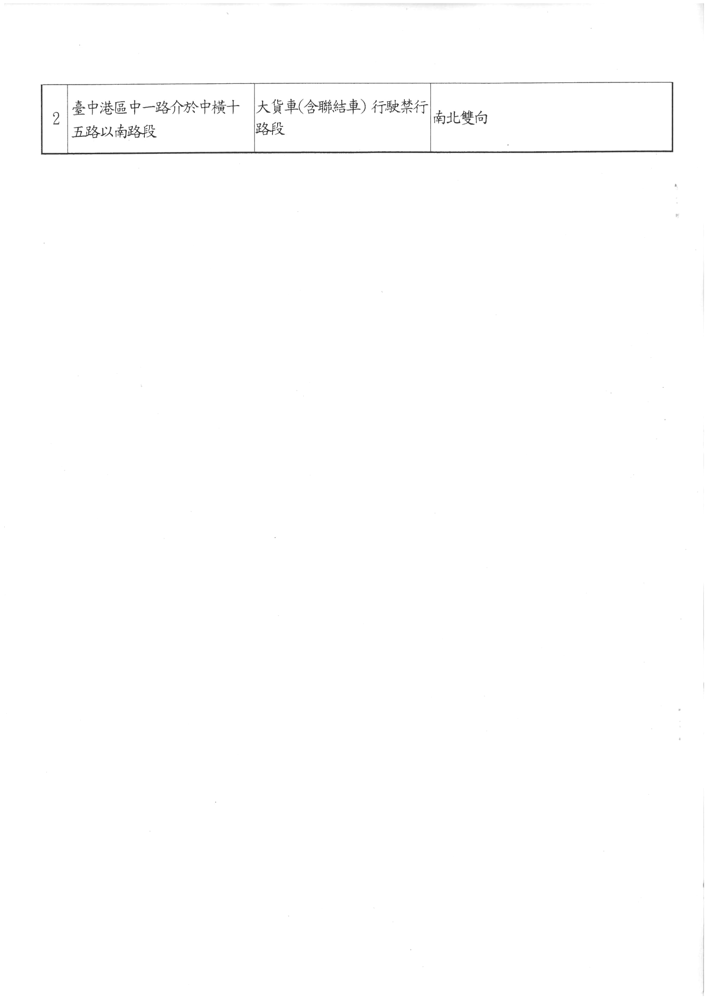 2
臺中港區中一路介於中橫十
五路以南路段
大貨車(含聯結車) 行駛禁行
路段
南北雙向